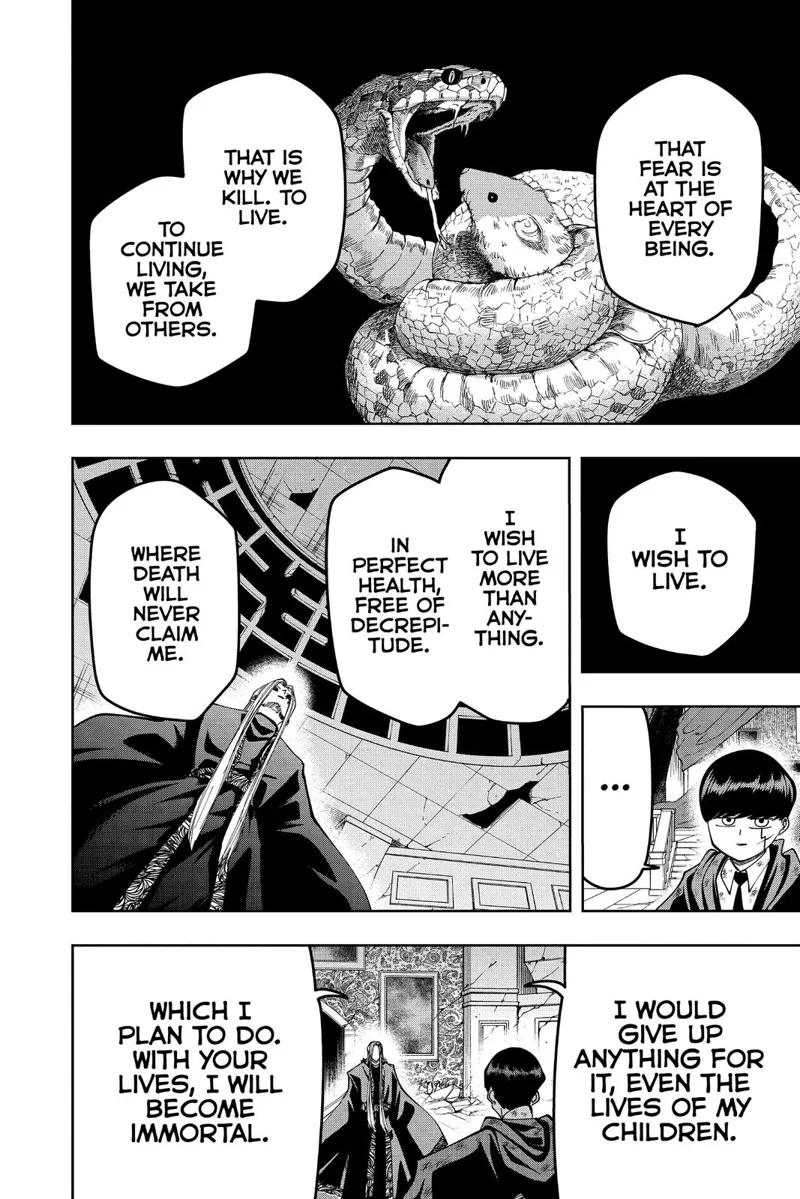 THAT
FEAR IS
AT THE
HEART OF
EVERY
BEING.
THAT IS
WHY WE
KILL. TO
LIVE.
TO
CONTINUE
LIVING,
WE TAKE
FROM
OTHERS.
I
WISH TO
LIVE.
I
WISH
TO LIVE
MORE
THAN
ANY-
THING.
IN
PERFECT
HEALTH,
FREE OF
DECREPI-
TUDE.
WHERE
DEATH
WILL
NEVER
CLAIM
ME.
...
I WOULD
GIVE UP
ANYTHING FOR
IT, EVEN THE
LIVES OF MY
CHILDREN.
WHICH I
PLAN TO DO.
WITH YOUR
LIVES, I WILL
BECOME
IMMORTAL.